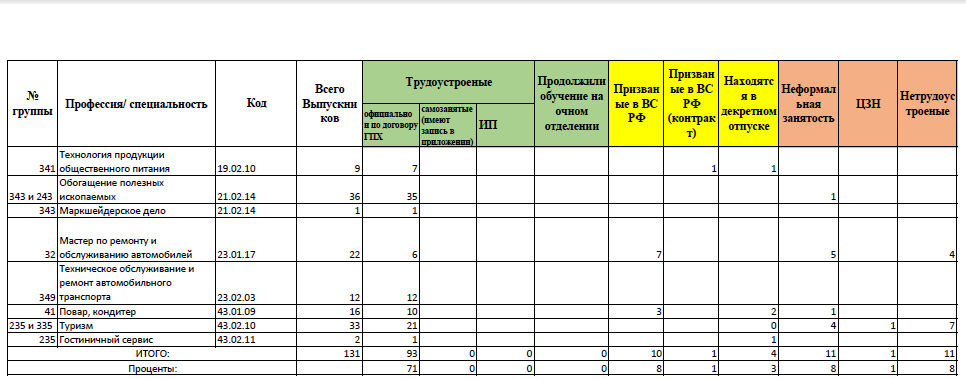 № группы Профессия/ специальность Код Всего Выпускников Трудоустроеные Продолжили обучение на очном отделении Призваные в ВС РФ Призваные в ВС РФ (контракт) Находятся в декретном отпуске Неформальная занятость ЦЗН Нетрудоустроеные
официально и по договору ГПХ самозанятые (имеют запись в приложении) ИП
Технология продукции
341 общественного питания 19.02.10 9 7 1 1
Обогащение полезных
343 и 243 ископаемых 21.02.14 36 35 1
343 Маркшейдерское дело 21.02.14 1 1
Мастер по ремонту и
32 обслуживанию автомобилей 23.01.17 22 6 7 5 4
Техническое обслуживание и
ремонт автомобильного
349 транспорта 23.02.03 12 12
41 Повар, кондитер 43.01.09 16 10 3 2 1
235 и 335 Туризм 43.02.10 33 21 0 4 1 7
235 Гостиничный сервис 43.02.11 2 1 1
ИТОГО: 131 93 0 0 0 10 1 4 11 1 11
Проценты: 71 0 0 0 8 1 3 8 1 8